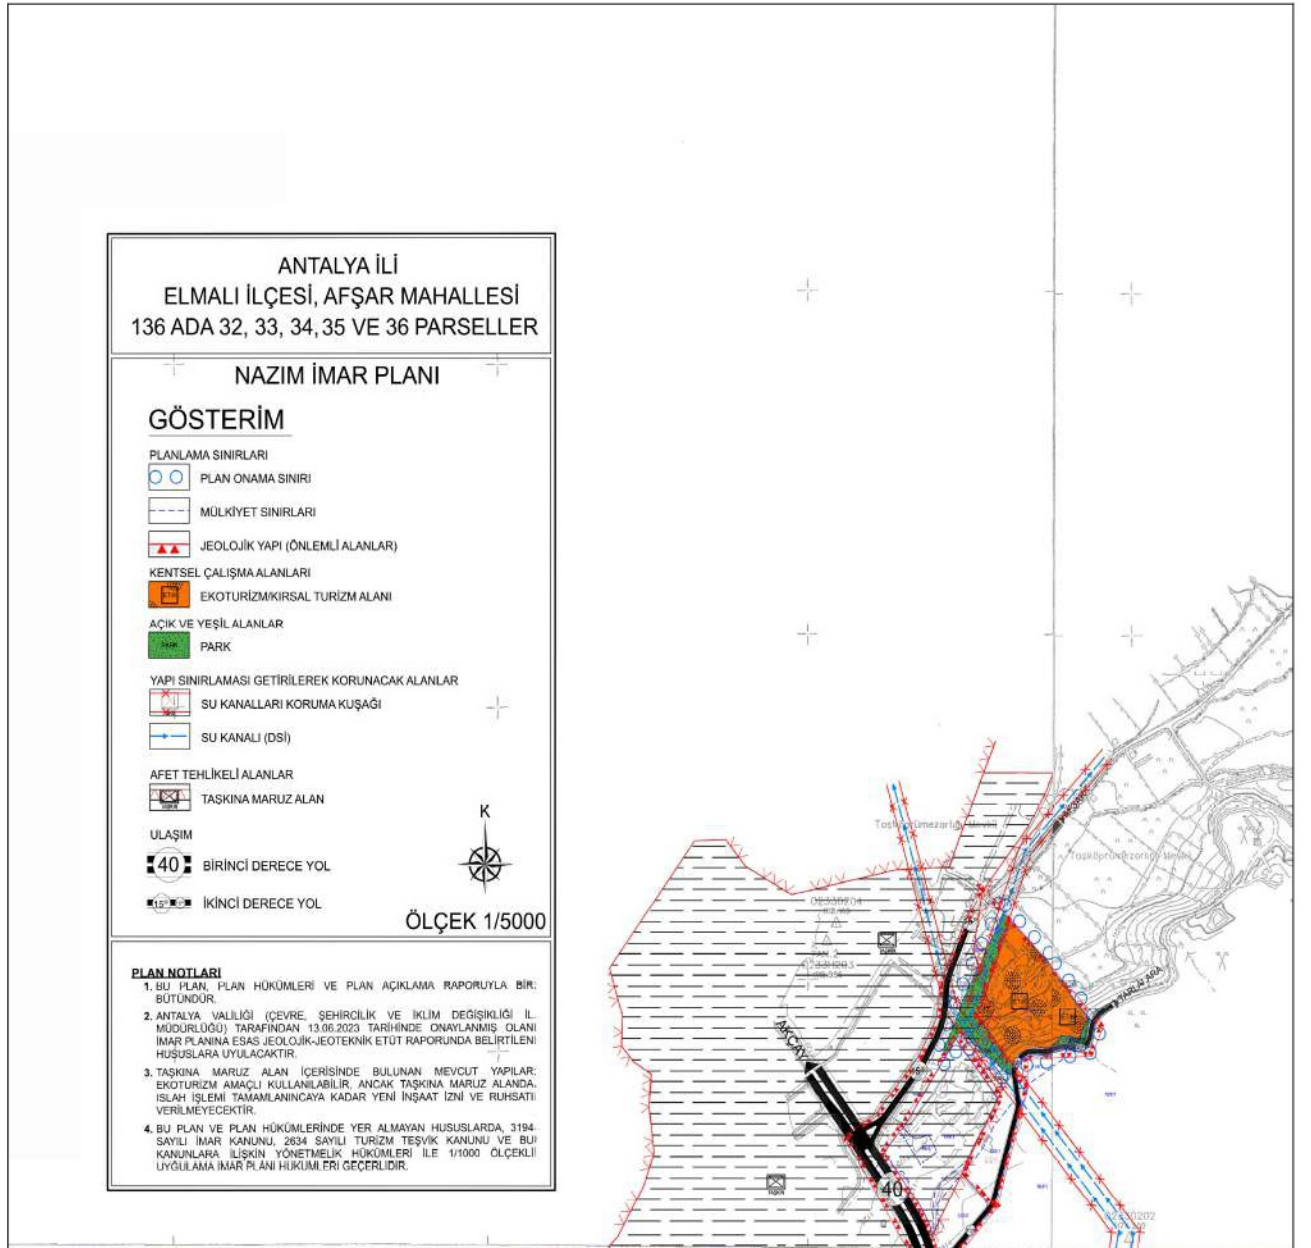 ANTALYA İLİ
ELMALI İLÇESİ, AFŞAR MAHALLESİ
136 ADA 32, 33, 34, 35 VE 36 PARSELLER
NAZIM İMAR PLANI
GÖSTERİM
PLANLAMA SINIRLARI
PLAN ONAMA SINIRI
MÜLKİYET SINIRLARI
JEOLOJİK YAPI (ÖNLEMLİ ALANLAR)
KENTSEL ÇALIŞMA ALANLARI
EKOTURİZM/KIRSAL TURİZM ALANI
AÇIK VE YEŞİL ALANLAR
PARK
PARK
YAPI SINIRLAMASI GETİRİLEREK KORUNACAK ALANLAR
SU KANALLARI KORUMA KUŞAĞI
SU KANALI (DSİ)
AFET TEHLİKELİ ALANLAR
TAŞKINA MARUZ ALAN
ULAŞIM
40 BİRİNCİ DERECE YOL
15 İKİNCİ DERECE YOL
K
ÖLÇEK 1/5000
PLAN NOTLARI
1. BU PLAN, PLAN HÜKÜMLERİ VE PLAN AÇIKLAMA RAPORUYLA BİR
BÜTÜNDÜR.
2. ANTALYA VALİLİĞİ (ÇEVRE, ŞEHİRCİLİK VE İKLİM DEĞİŞİKLİĞİ İL
MÜDÜRLÜĞÜ) TARAFINDAN 13.06.2023 TARİHİNDE ONAYLANMIŞ OLAN
İMAR PLANINA ESAS JEOLOJİK-JEOTEKNİK ETÜT RAPORUNDA BELİRTİLEN
HUSUSLARA UYULACAKTIR.
3. TAŞKINA MARUZ ALAN İÇERİSİNDE BULUNAN MEVCUT YAPILAR
EKOTURİZM AMAÇLI KULLANILABİLİR, ANCAK TAŞKINA MARUZ ALANDA
ISLAH İŞLEMİ TAMAMLANINCAYA KADAR YENİ İNŞAAT İZNİ VE RUHSATI
VERİLMEYECEKTİR.
4. BU PLAN VE PLAN HÜKÜMLERİNDE YER ALMAYAN HUSUSLARDA, 3194
SAYILI İMAR KANUNU, 2634 SAYILI TURİZM TEŞVİK KANUNU VE BU
KANUNLARA İLİŞKİN YÖNETMELİK HÜKÜMLERİ İLE 1/1000 ÖLÇEKLİ
UYGULAMA İMAR PLANI HÜKÜMLERİ GEÇERLİDİR.
Taşköprümezarlığı Mevkii
Taşköprümezarlığı Mevkii
02330204
TARLALARA
AKÇAY
40
02330202